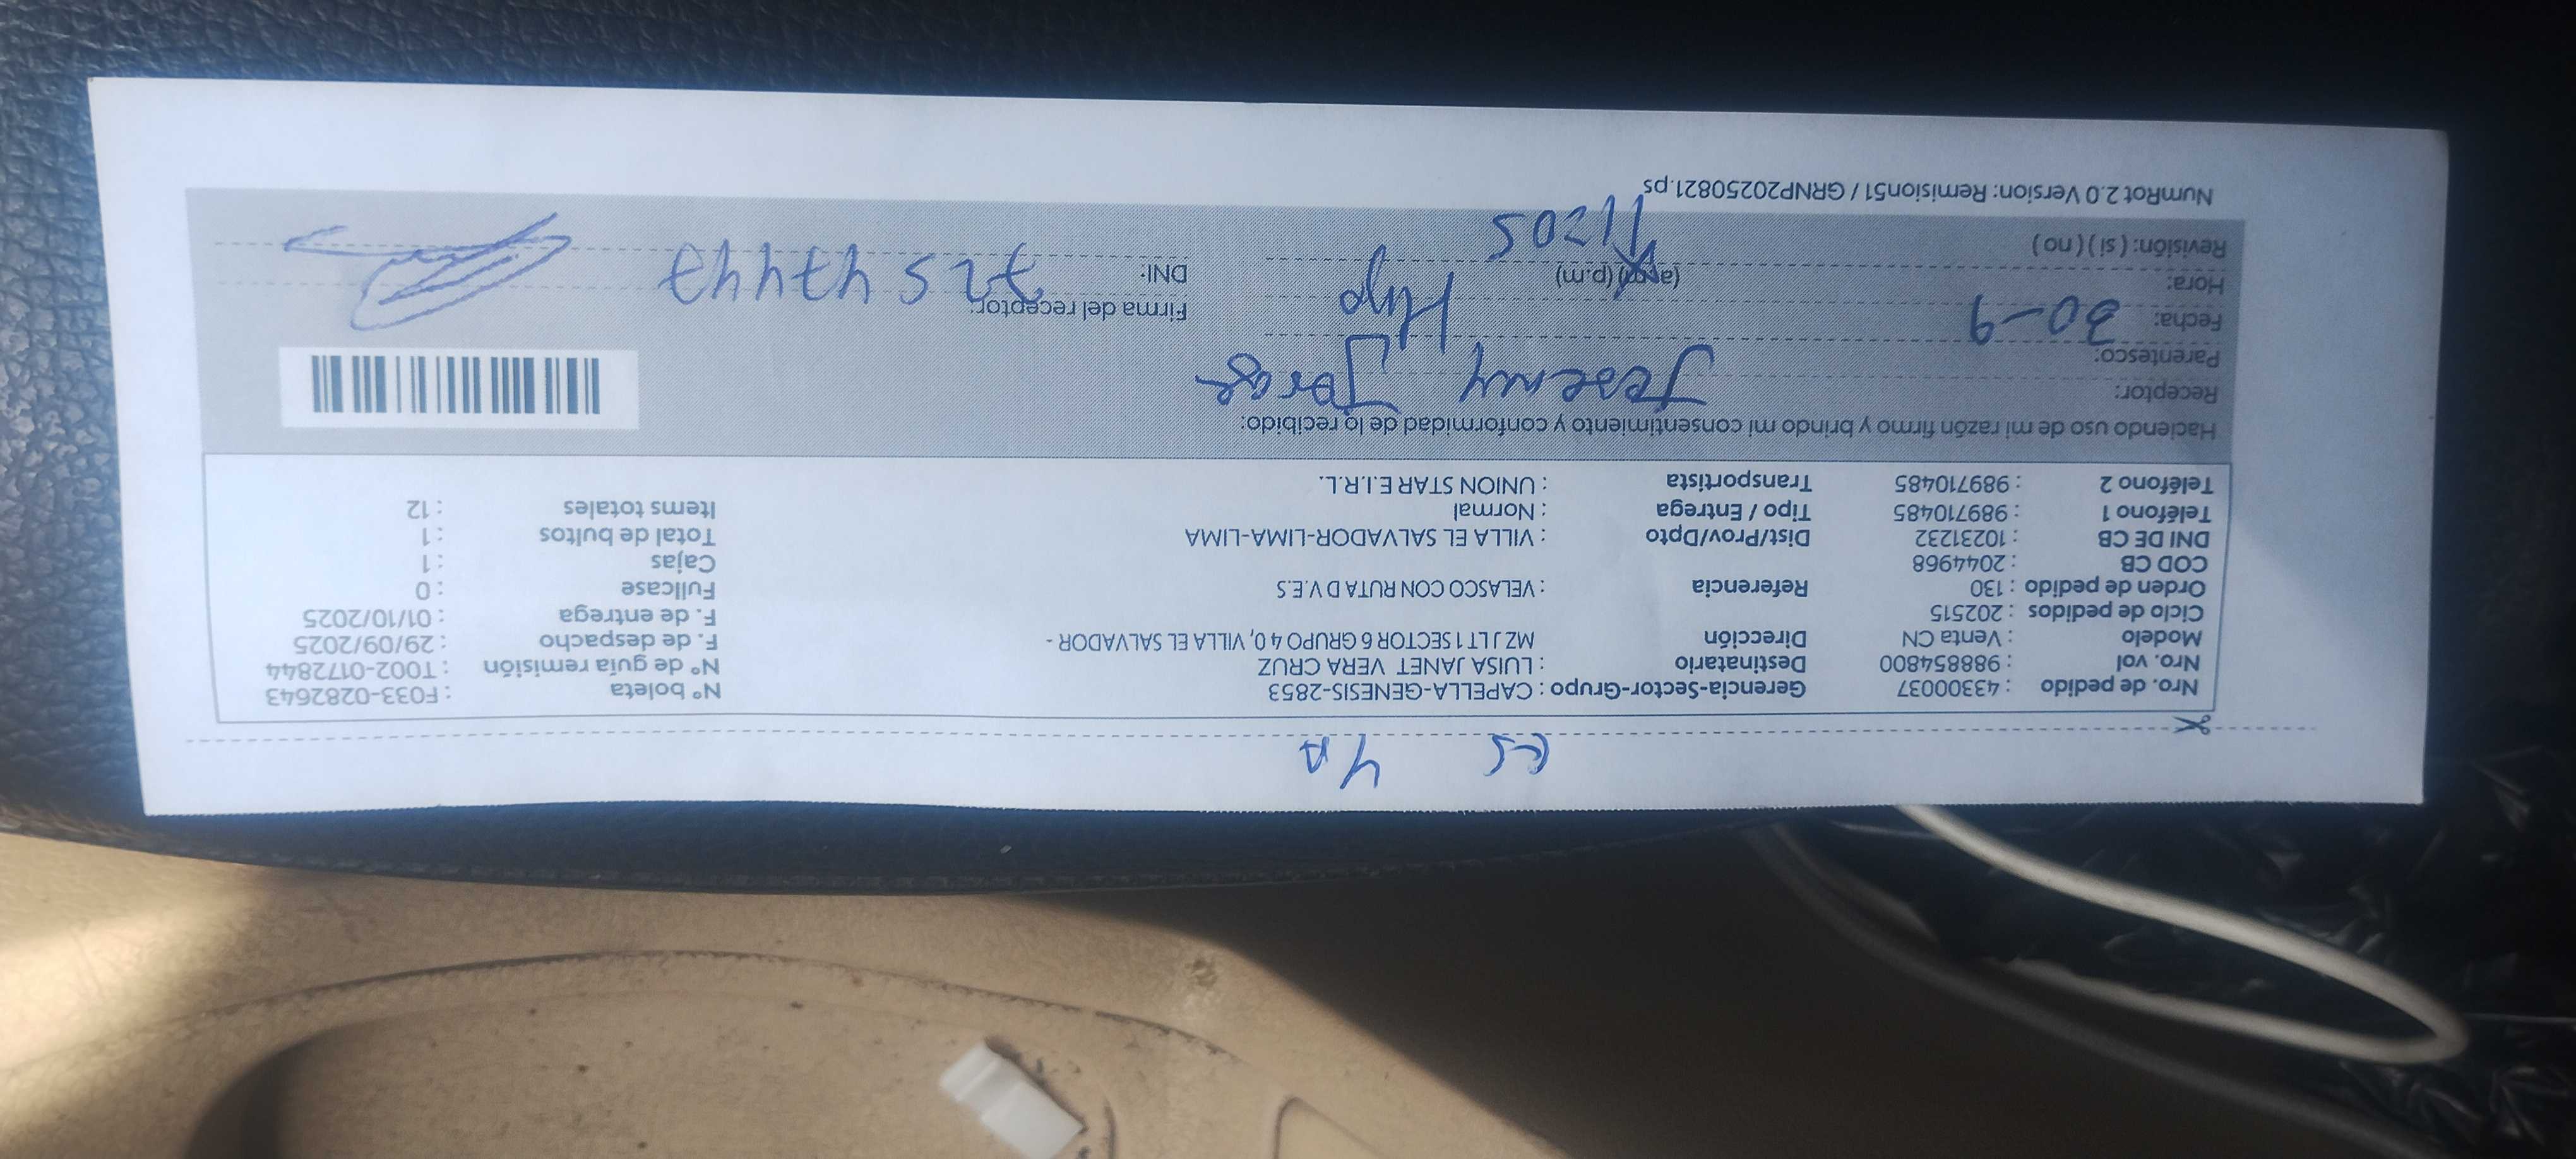 CS 4A
Nro. de pedido : 43300037 Gerencia-Sector-Grupo : CAPELLA-GENESIS-2853 N° boleta : F033-0282643
Nro. vol : 988854800 Destinatario : LUISA JANET VERA CRUZ N° de guía remisión : T002-0172844
Modelo : Venta CN Dirección MZ J LT 1 SECTOR 6 GRUPO 4 0, VILLA EL SALVADOR - F. de despacho : 29/09/2025
Ciclo de pedidos : 202515 F. de entrega : 01/10/2025
Orden de pedido : 130 Referencia : VELASCO CON RUTA D V.E.S Fullcase : 0
COD CB : 2044968 Cajas : 1
DNI DE CB : 10231232 Dist/Prov/Dpto : VILLA EL SALVADOR-LIMA-LIMA Total de bultos : 1
Teléfono 1 : 989710485 Tipo / Entrega : Normal Items totales : 12
Teléfono 2 : 989710485 Transportista : UNION STAR E.I.R.L.
Haciendo uso de mi razón firmo y brindo mi consentimiento y conformidad de lo recibido:
Receptor: Jorge
Parentesco: Hijo
Fecha: 30-9 Firma del receptor:
Hora: (a.m) (p.m) DNI: 72547447
Revisión: ( si ) ( no ) 11205
NumRot 2.0 Version: Remision51 / GRNP20250821.ps